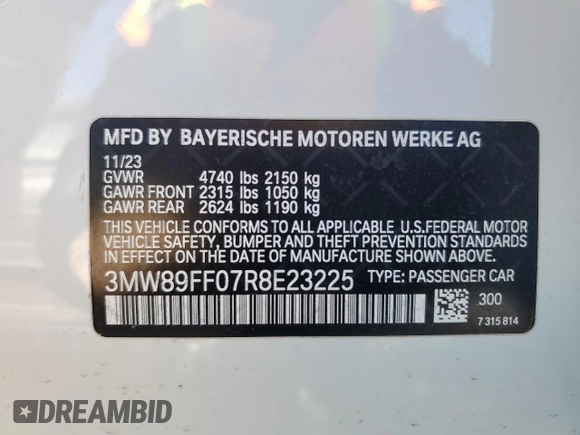 MFD BY BAYERISCHE MOTOREN WERKE AG
11/23
GVWR 4740 lbs 2150 kg
GAWR FRONT 2315 lbs 1050 kg
GAWR REAR 2624 lbs 1190 kg
THIS VEHICLE CONFORMS TO ALL APPLICABLE U.S.FEDERAL MOTOR
VEHICLE SAFETY, BUMPER AND THEFT PREVENTION STANDARDS
IN EFFECT ON THE DATE OF MANUFACTURE SHOWN ABOVE.
3MW89FF07R8E23225 TYPE: PASSENGER CAR
300
7 315 814
DREAMBID